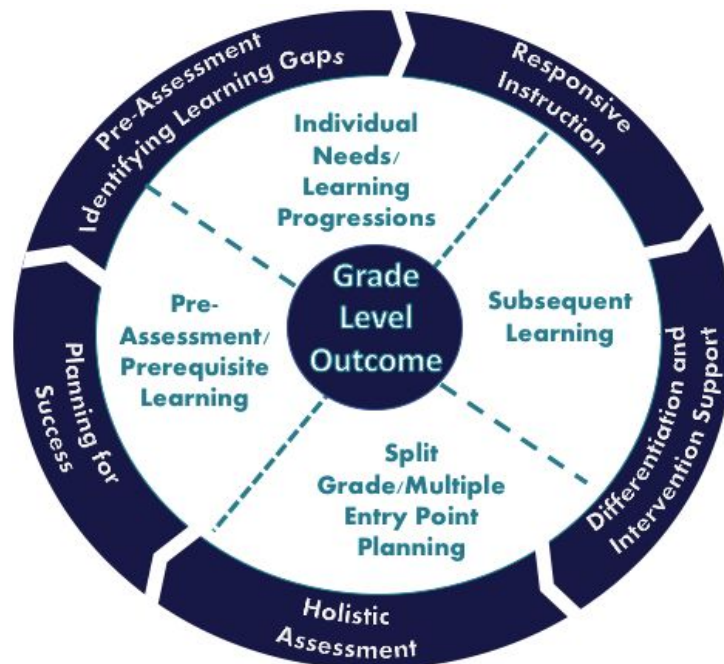 Pre-Assessment
Identifying Learning Gaps
Responsive
Instruction
Differentiation and
Intervention Support
Holistic
Assessment
Planning for
Success
Individual
Needs/
Learning
Progressions
Subsequent
Learning
Split
Grade/Multiple
Entry Point
Planning
Pre-
Assessment/
Prerequisite
Learning
Grade
Level
Outcome